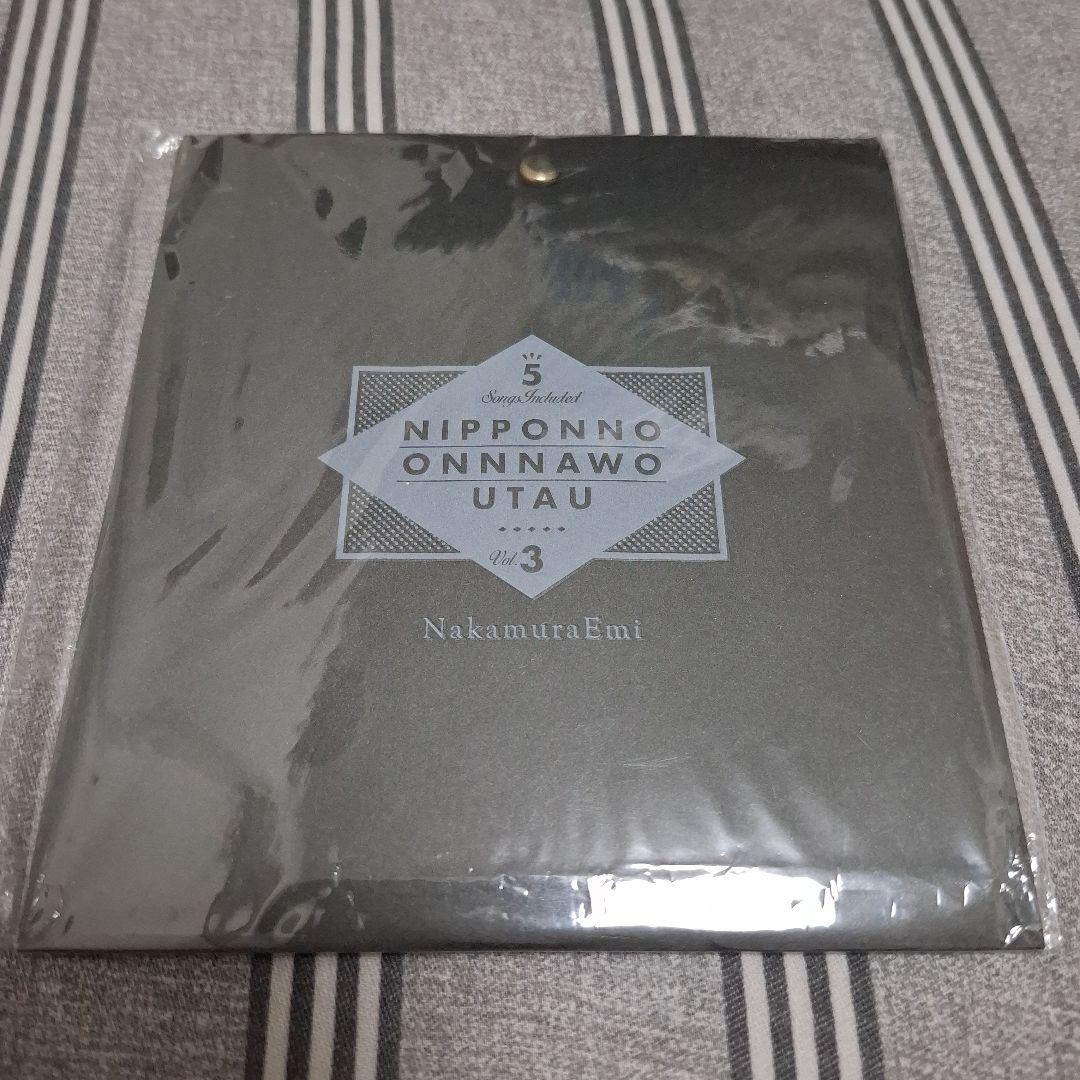 5
Songs Included
NIPPONNO
ONNNAWO
UTAU
Vol.3
NakamuraEmi